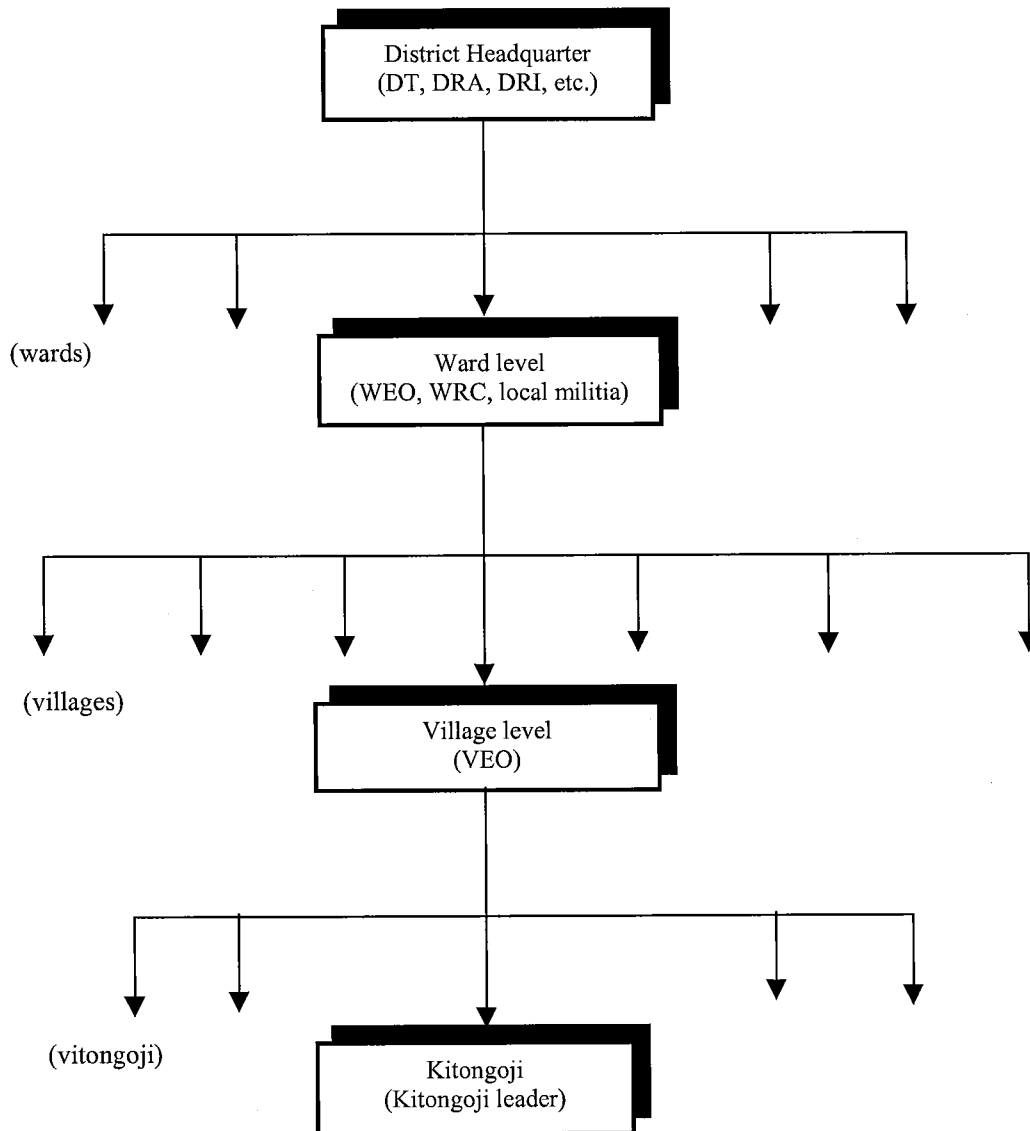 District Headquarter
(DT, DRA, DRI, etc.)
(wards)
Ward level
(WEO, WRC, local militia)
(villages)
Village level
(VEO)
(vitongoji)
Kitongoji
(Kitongoji leader)